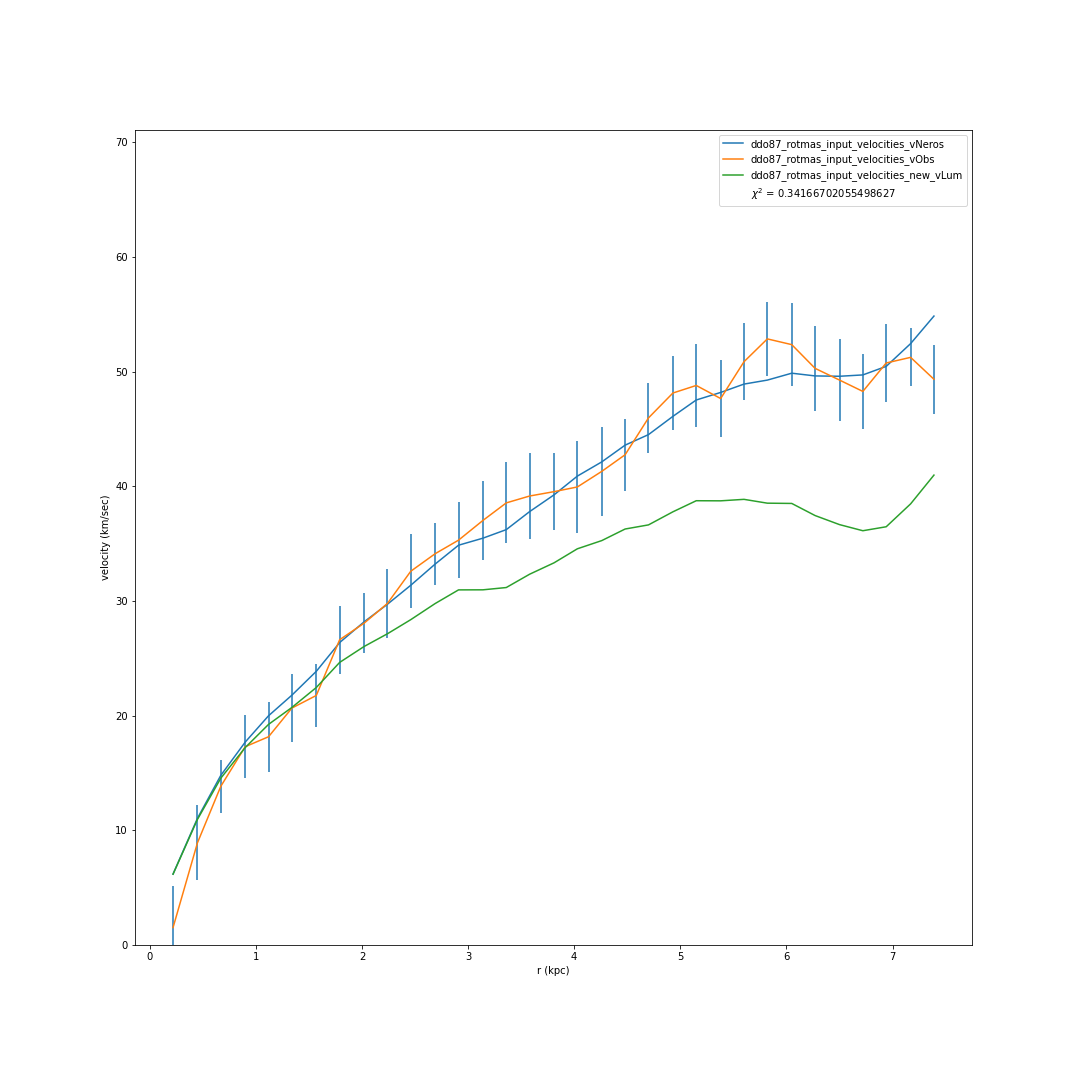 70
60
50
40
30
20
10
0
velocity (km/sec)
ddo87_rotmas_input_velocities_vNeros
ddo87_rotmas_input_velocities_vObs
ddo87_rotmas_input_velocities_new_vLum
χ² = 0.34166702055498627
0 1 2 3 4 5 6 7
r (kpc)